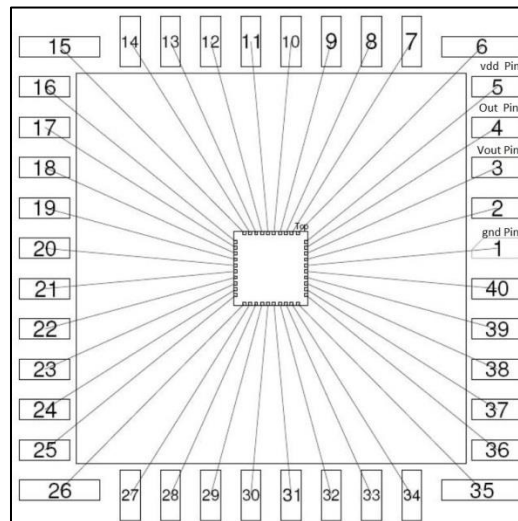 15 14 13 12 11 10 9 8 7 6
vdd Pin
16 5
Out Pin
17 4
Vout Pin
18 3
19 2
Top
gnd Pin
20 1
21 40
22 39
23 38
24 37
25 36
26 27 28 29 30 31 32 33 34 35